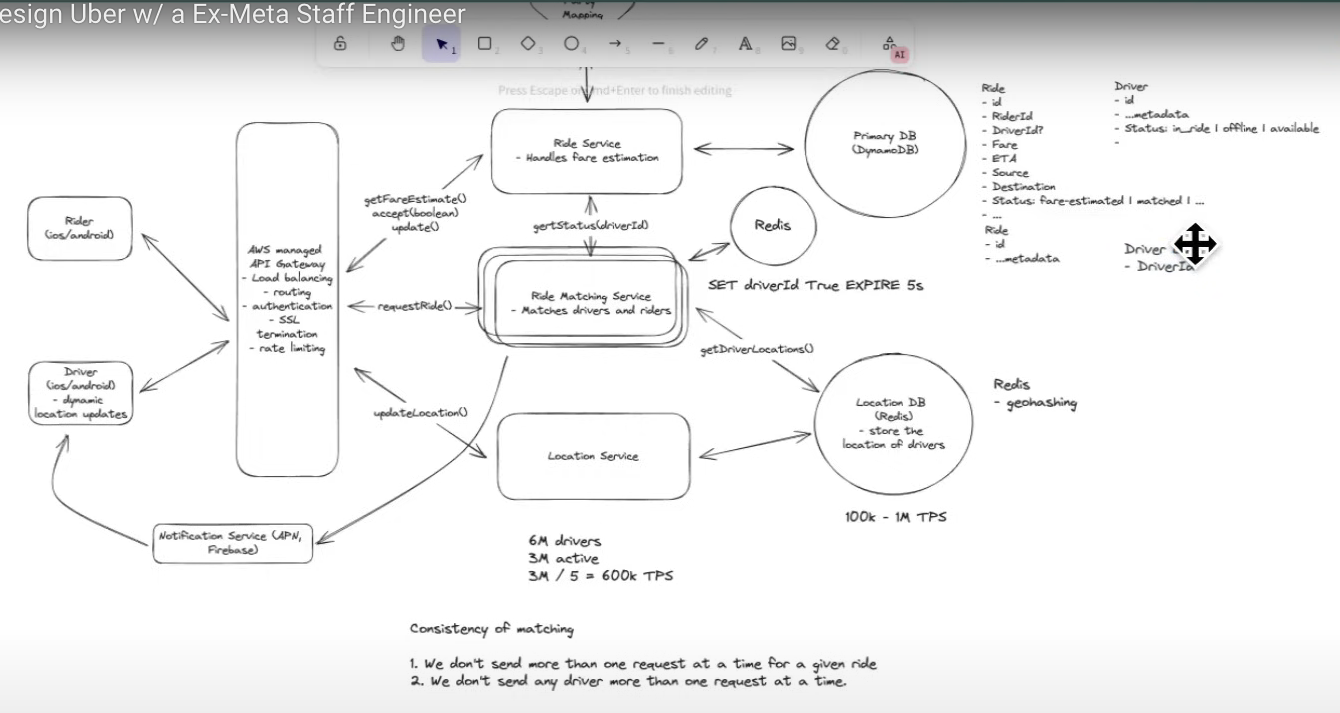 esign Uber w/ a Ex-Meta Staff Engineer
Mapping
1
2
3
4
5
6
7
8
9
0
AI
Press Escape or Cmd+Enter to finish editing
Ride Service
- Handles fare estimation
Primary DB
(DynamoDB)
Ride
- id
- RiderId
- DriverId?
- Fare
- ETA
- Source
- Destination
- Status: fare-estimated | matched | ...
- ...
Ride
- id
- ...metadata
Driver
- id
- ...metadata
- Status: in_ride | offline | available
-
Driver
- DriverId
Rider
(ios/android)
AWS managed
API Gateway
- Load balancing
- routing
- authentication
- SSL
termination
- rate limiting
getFareEstimate()
accept(boolean)
update()
gertStatus(driverId)
Redis
SET driverId True EXPIRE 5s
Ride Matching Service
- Matches drivers and riders
requestRide()
getDriverLocations()
Driver
(ios/android)
- dynamic
location updates
updateLocation()
Location Service
Location DB
(Redis)
- store the
location of drivers
Redis
- geohashing
100k - 1M TPS
Notification Service (APN,
Firebase)
6M drivers
3M active
3M / 5 = 600k TPS
Consistency of matching
1. We don't send more than one request at a time for a given ride
2. We don't send any driver more than one request at a time.